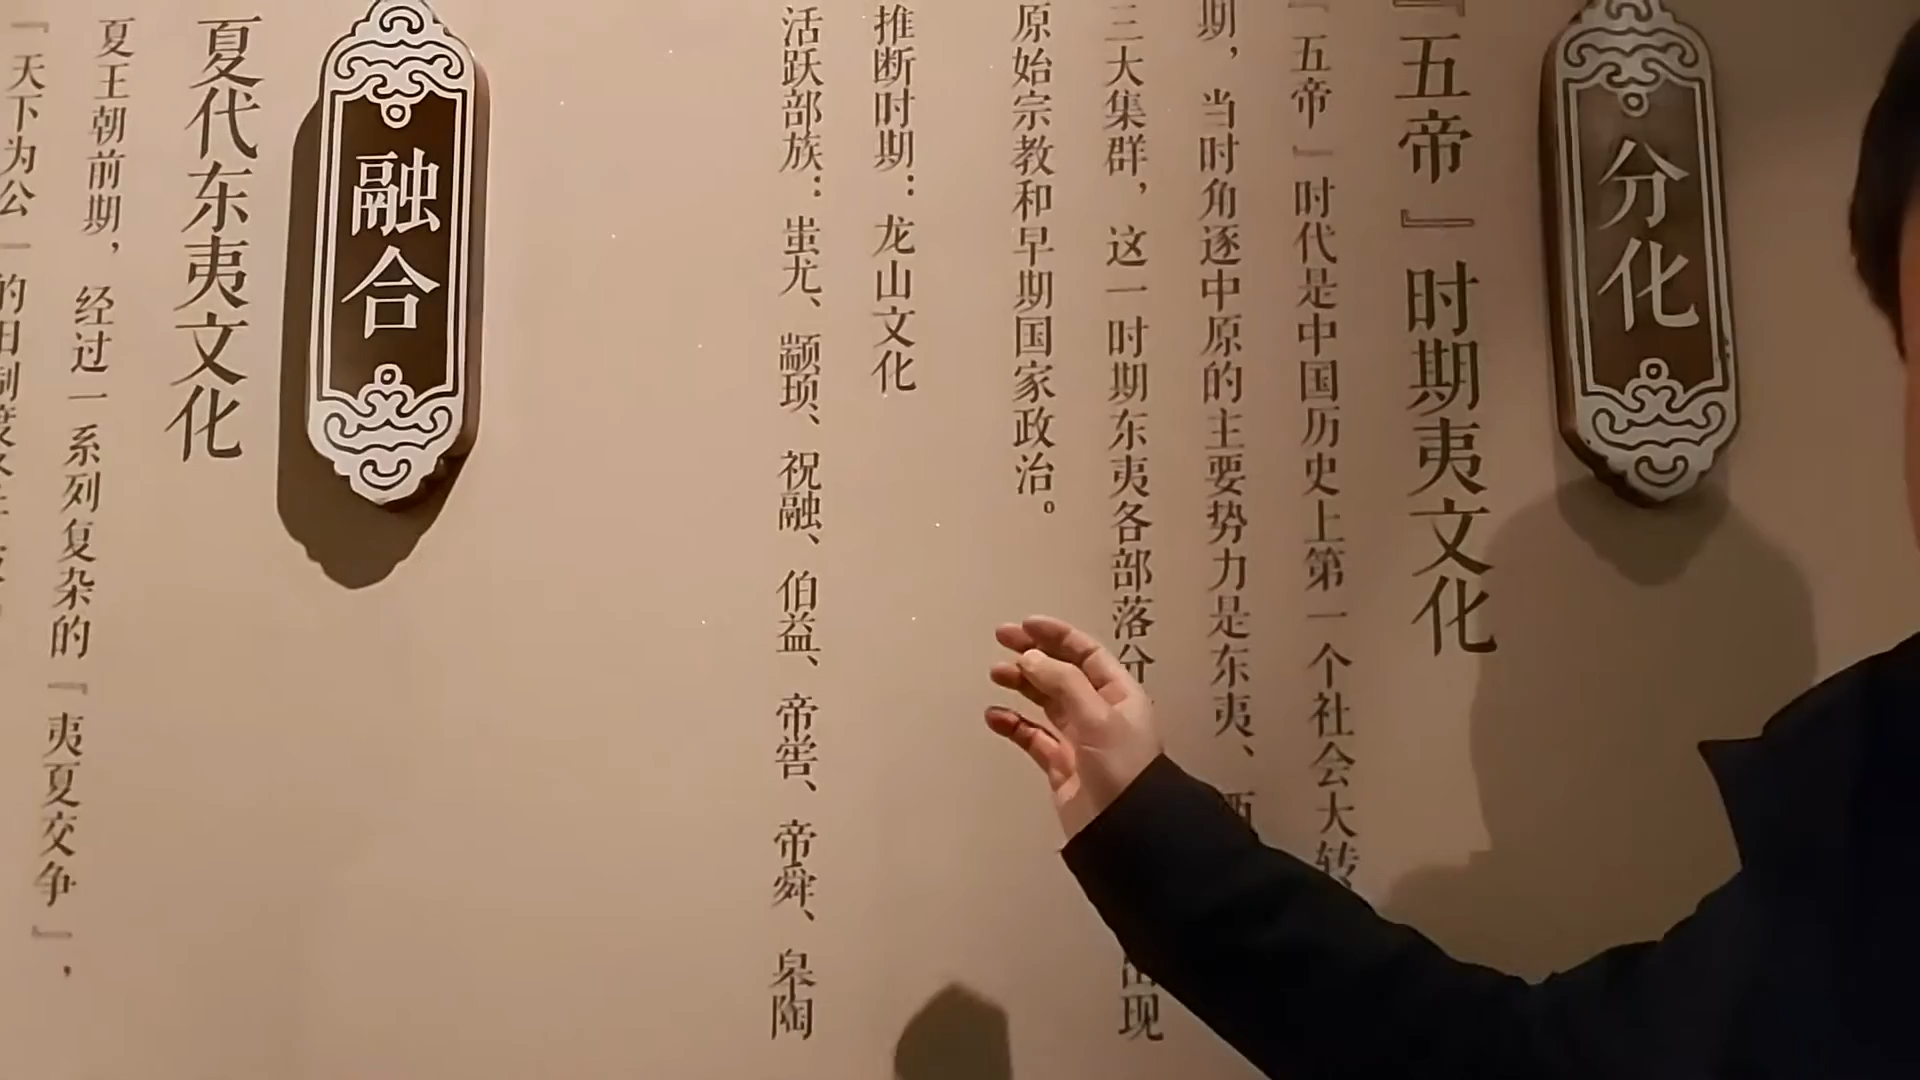 分化
『五帝』时期夷文化
『五帝』时代是中国历史上第一个社会大转
期，当时角逐中原的主要势力是东夷、西
三大集群，这一时期东夷各部落分
出现
原始宗教和早期国家政治。
推断时期：龙山文化
活跃部族：蚩尤、颛顼、祝融、伯益、帝喾、帝舜、皋陶
融合
夏代东夷文化
夏王朝前期，经过一系列复杂的『夷夏交争』，
『天下为公』的旧制度